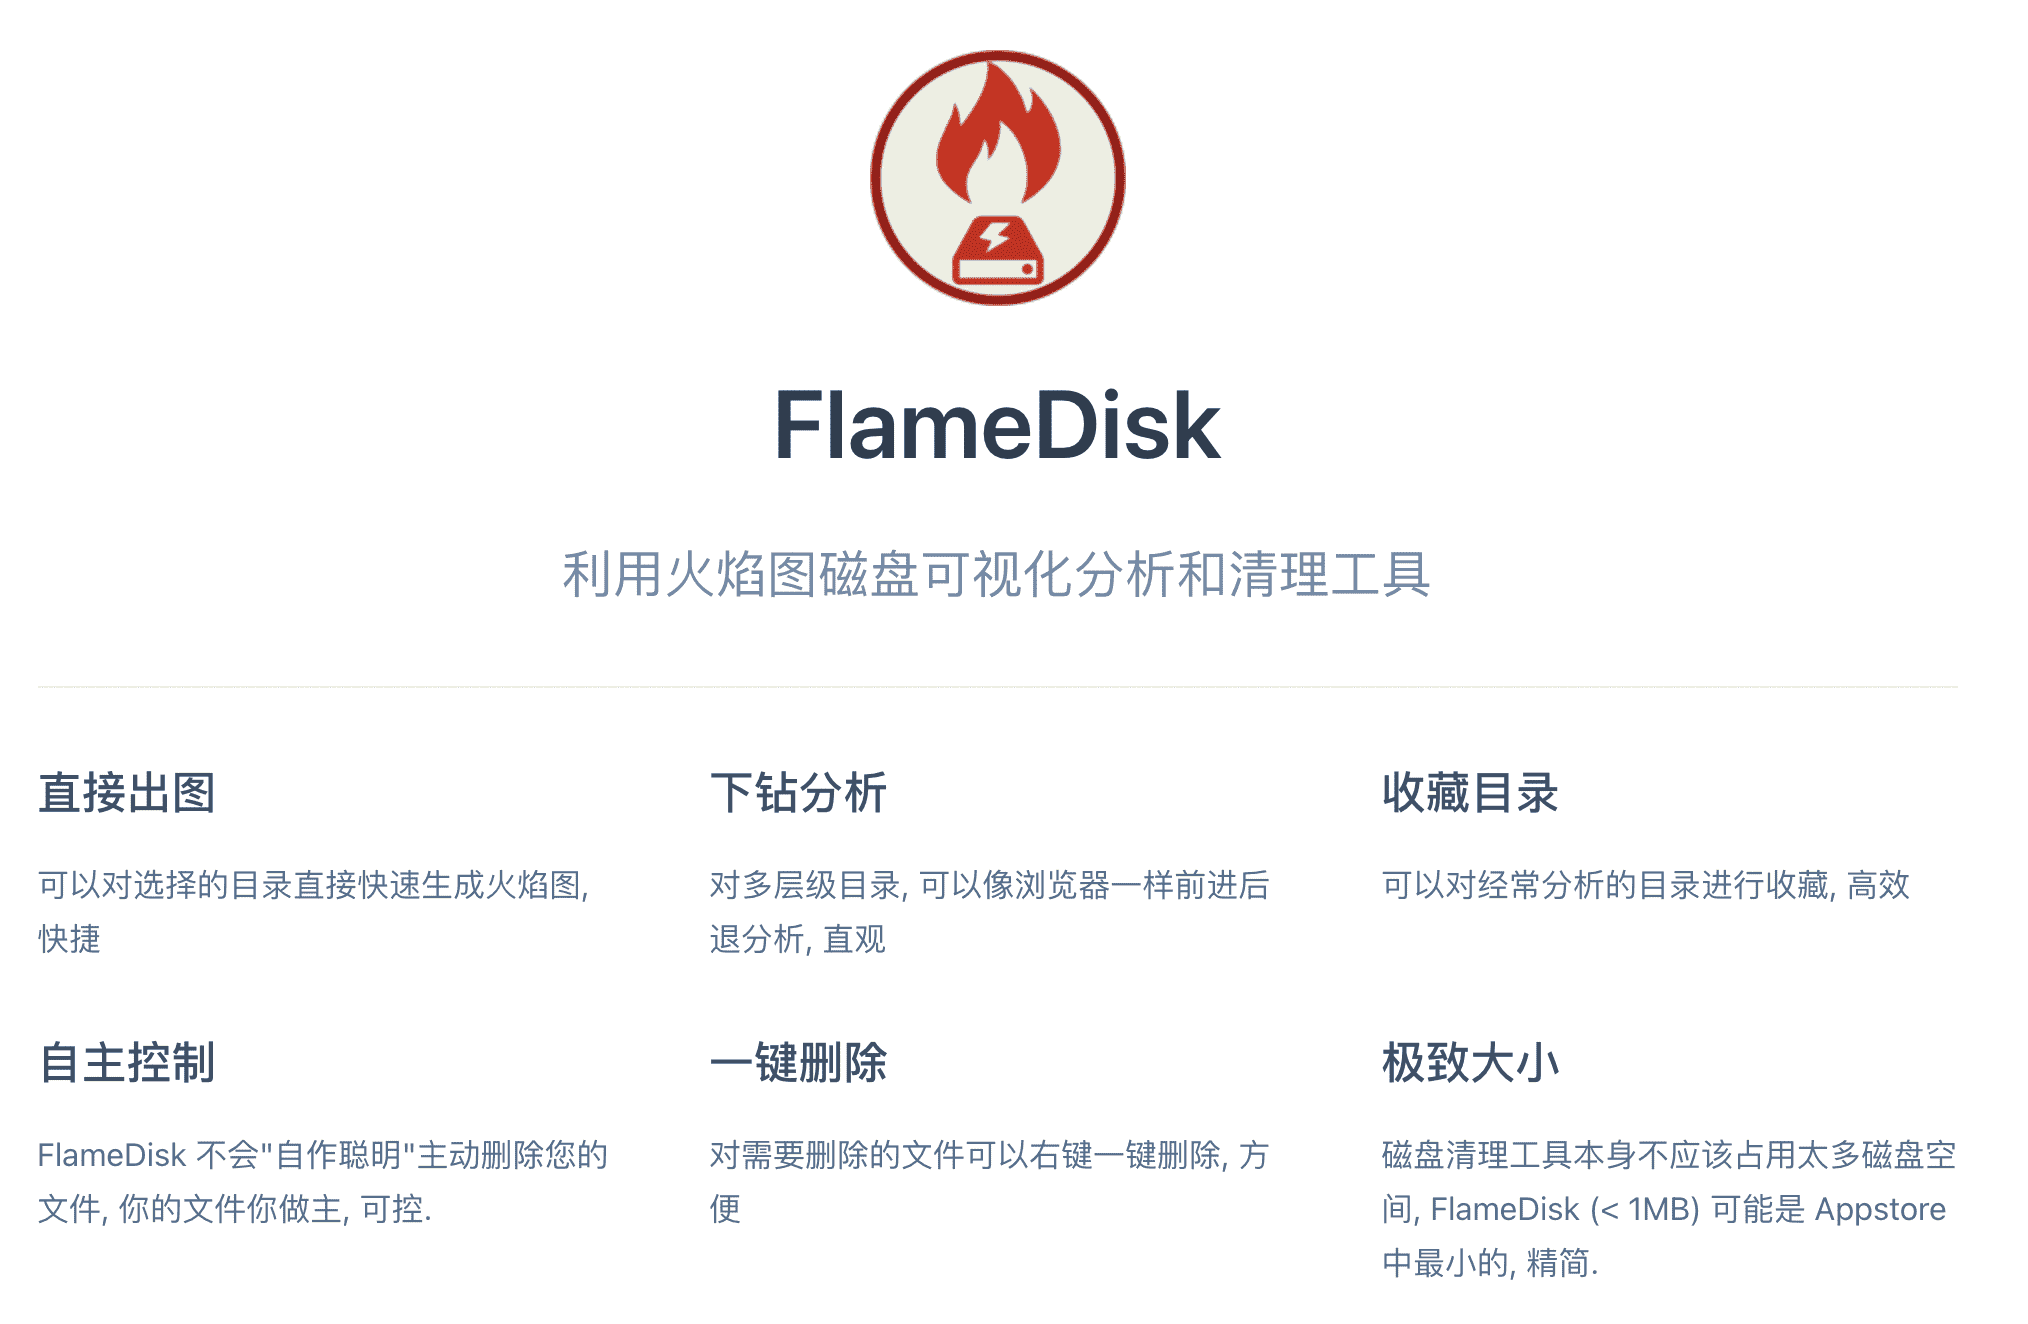 FlameDisk
利用火焰图磁盘可视化分析和清理工具
直接出图
可以对选择的目录直接快速生成火焰图,
快捷
下钻分析
对多层级目录, 可以像浏览器一样前进后
退分析, 直观
收藏目录
可以对经常分析的目录进行收藏, 高效
自主控制
FlameDisk 不会"自作聪明"主动删除您的
文件, 你的文件你做主, 可控.
一键删除
对需要删除的文件可以右键一键删除, 方
便
极致大小
磁盘清理工具本身不应该占用太多磁盘空
间, FlameDisk (< 1MB) 可能是 Appstore
中最小的, 精简.